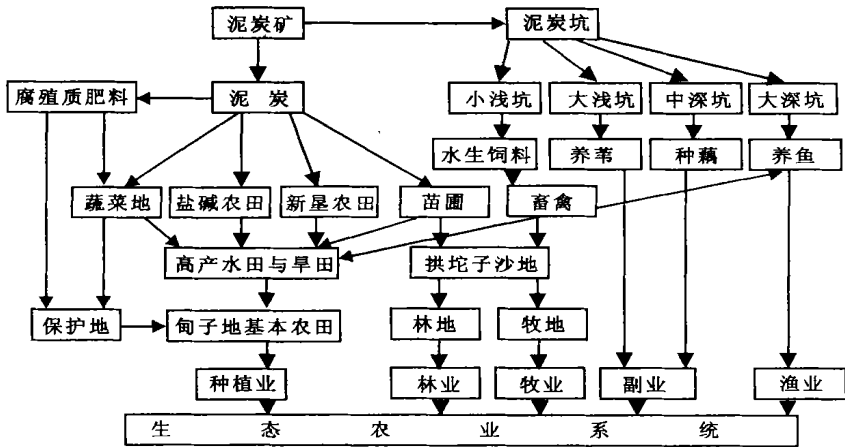 泥炭矿
泥炭坑
腐殖质肥料
泥 炭
小浅坑
大浅坑
中深坑
大深坑
水生饲料
养苇
种藕
养鱼
蔬菜地
盐碱农田
新垦农田
苗圃
畜禽
高产水田与旱田
拱坨子沙地
保护地
甸子地基本农田
林地
牧地
种植业
林业
牧业
副业
渔业
生 态 农 业 系 统